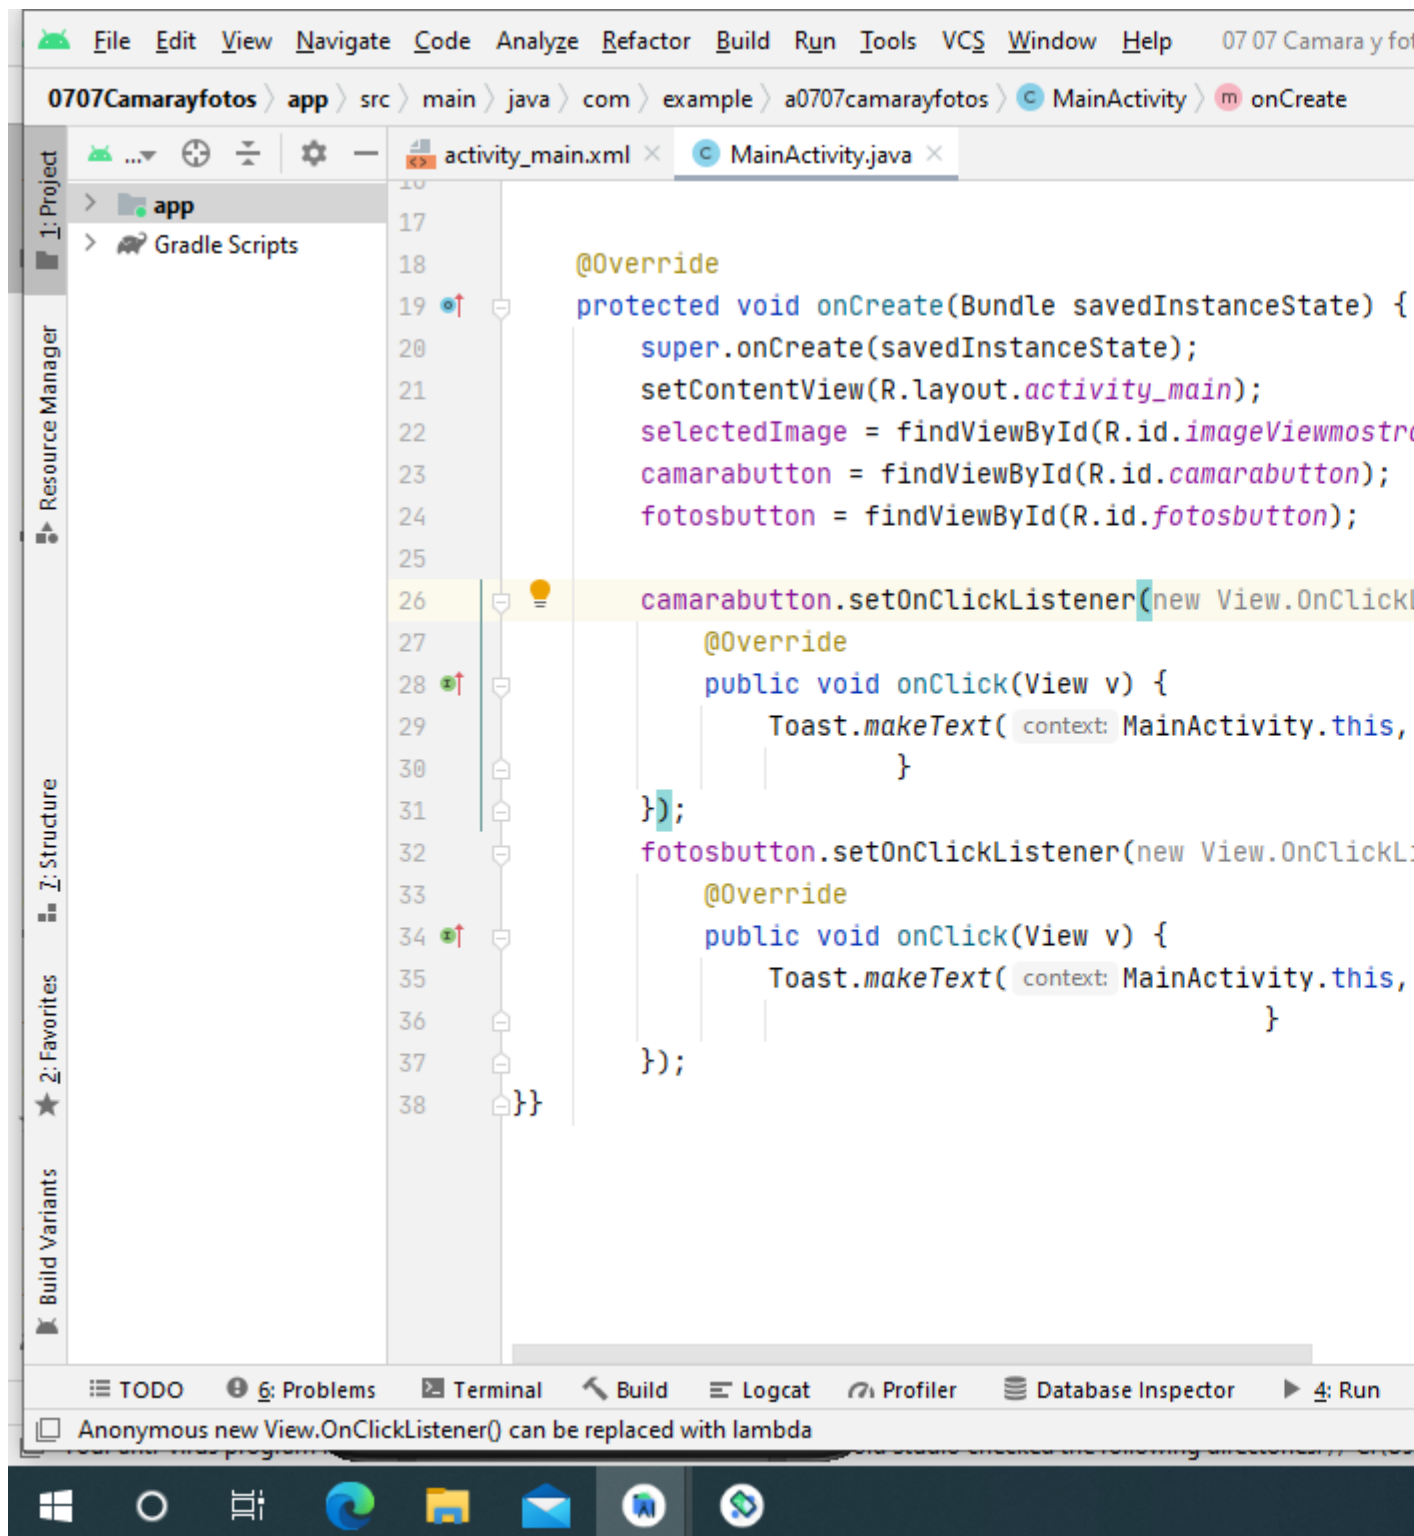 File Edit View Navigate Code Analyze Refactor Build Run Tools VCS Window Help 07 07 Camara y fot
0707Camarayfotos app src main java com example a0707camarayfotos C MainActivity m onCreate
... activity_main.xml C MainActivity.java
1: Project
app
Gradle Scripts
Resource Manager
7: Structure
2: Favorites
Build Variants
16
17
18 @Override
19 protected void onCreate(Bundle savedInstanceState) {
20 super.onCreate(savedInstanceState);
21 setContentView(R.layout.activity_main);
22 selectedImage = findViewById(R.id.imageViewmostra
23 camarabutton = findViewById(R.id.camarabutton);
24 fotosbutton = findViewById(R.id.fotosbutton);
25
26 camarabutton.setOnClickListener(new View.OnClickL
27 @Override
28 public void onClick(View v) {
29 Toast.makeText( context: MainActivity.this,
30 }
31 });
32 fotosbutton.setOnClickListener(new View.OnClickLi
33 @Override
34 public void onClick(View v) {
35 Toast.makeText( context: MainActivity.this,
36 }
37 });
38 }}
TODO 6: Problems Terminal Build Logcat Profiler Database Inspector 4: Run
Anonymous new View.OnClickListener() can be replaced with lambda